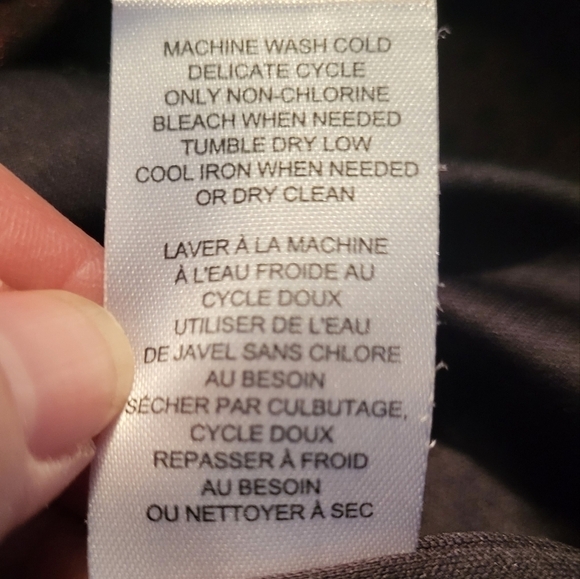 MACHINE WASH COLD
DELICATE CYCLE
ONLY NON-CHLORINE
BLEACH WHEN NEEDED
TUMBLE DRY LOW
COOL IRON WHEN NEEDED
OR DRY CLEAN
LAVER À LA MACHINE
À L'EAU FROIDE AU
CYCLE DOUX
UTILISER DE L'EAU
DE JAVEL SANS CHLORE
AU BESOIN
SÉCHER PAR CULBUTAGE,
CYCLE DOUX
REPASSER À FROID
AU BESOIN
OU NETTOYER À SEC